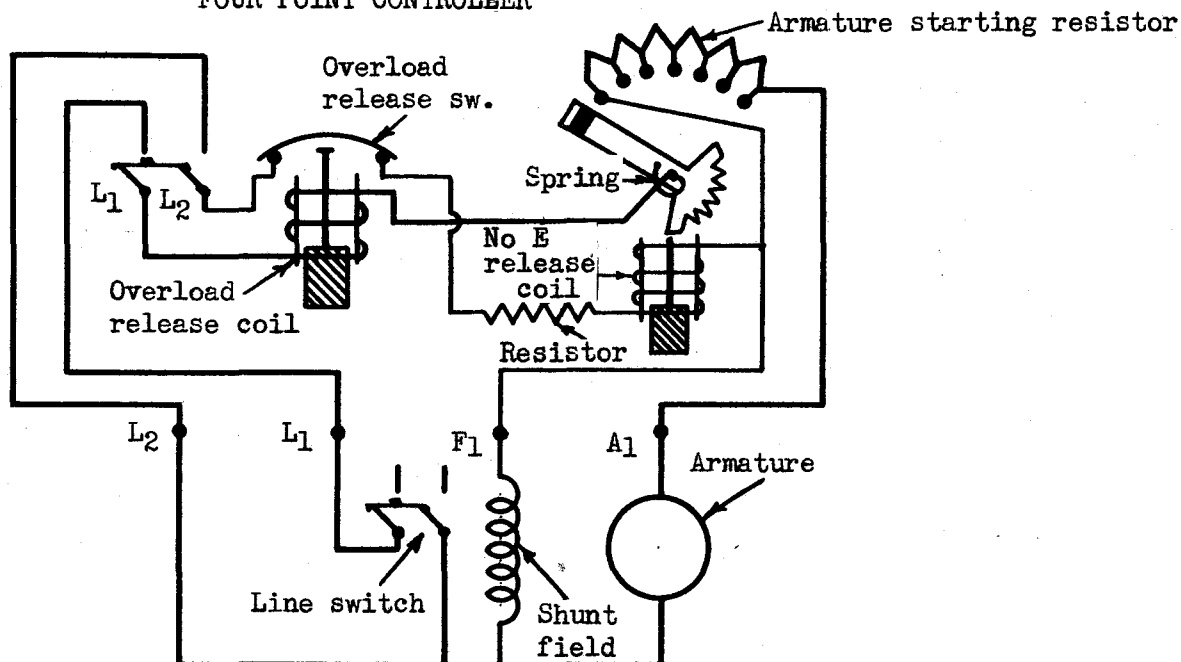 FOUR POINT CONTROLLER
Armature starting resistor
Overload
release sw.
L1
L2
Spring
No E
release
coil
Overload
release coil
Resistor
L2
L1
F1
A1
Armature
Line switch
Shunt
field